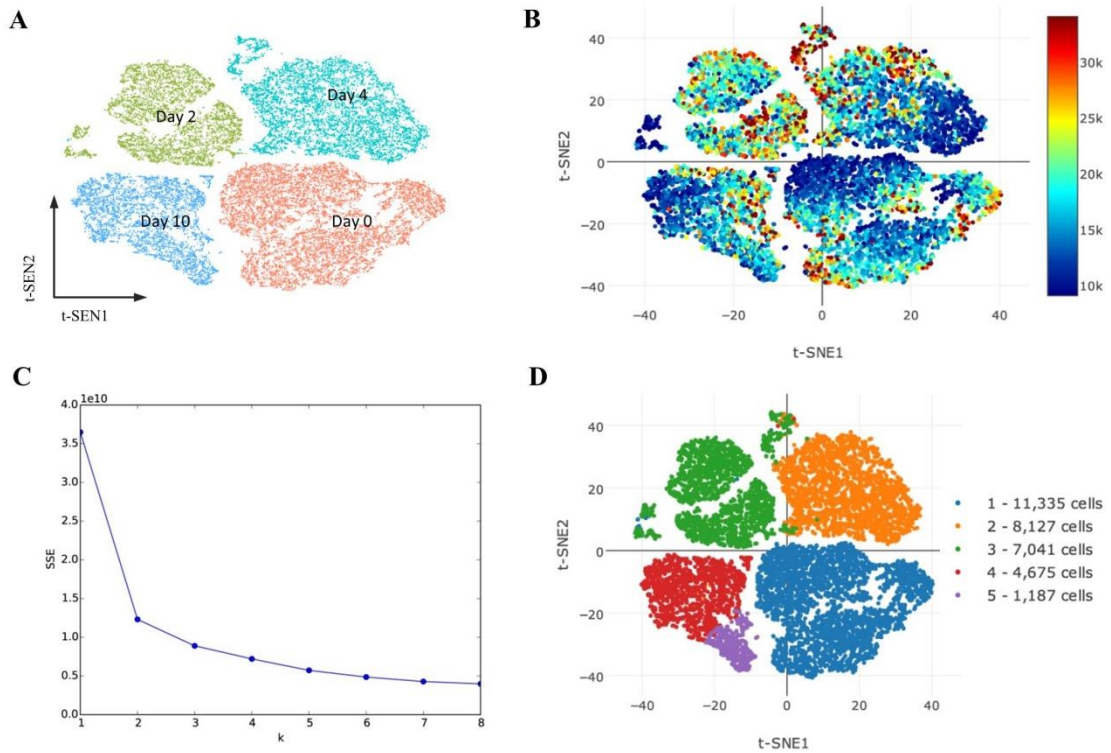 A
Day 2
Day 4
Day 10
Day 0
t-SEN2
t-SEN1
B
40
20
0
−20
−40
t-SNE2
−40
−20
0
20
40
t-SNE1
30k
25k
20k
15k
10k
C
1e10
4.0
3.5
3.0
2.5
2.0
1.5
1.0
0.5
0.0
SSE
1
2
3
4
5
6
7
8
k
D
40
20
0
−20
−40
t-SNE2
−40
−20
0
20
40
t-SNE1
1 - 11,335 cells
2 - 8,127 cells
3 - 7,041 cells
4 - 4,675 cells
5 - 1,187 cells